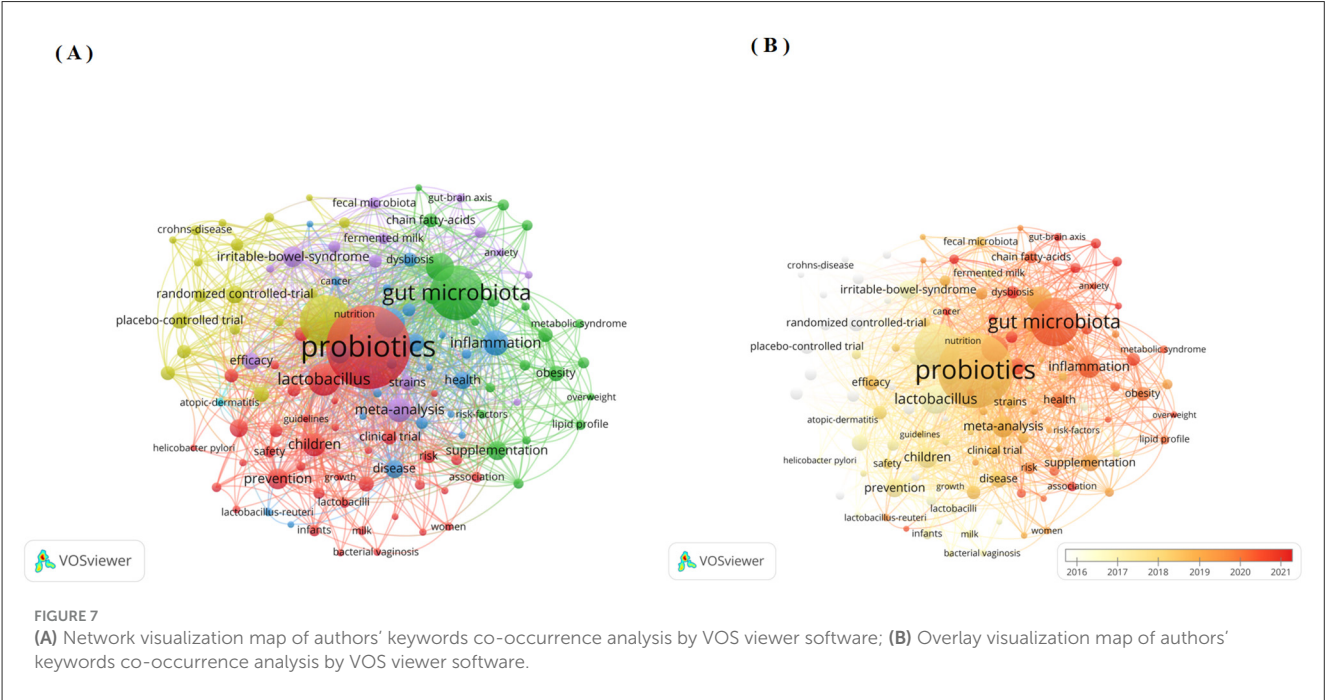 ( A )
fecal microbiota
gut-brain axis
chain fatty-acids
crohns-disease
fermented milk
irritable-bowel-syndrome
dysbiosis
anxiety
cancer
randomized controlled-trial
gut microbiota
placebo-controlled trial
nutrition
metabolic syndrome
probiotics
inflammation
efficacy
lactobacillus
strains
health
obesity
atopic-dermatitis
overweight
meta-analysis
risk-factors
guidelines
lipid profile
helicobacter pylori
safety
children
clinical trial
risk
supplementation
disease
prevention
growth
association
lactobacilli
lactobacillus-reuteri
infants
milk
women
bacterial vaginosis
VOSviewer
( B )
fecal microbiota
gut-brain axis
chain fatty-acids
crohns-disease
fermented milk
irritable-bowel-syndrome
dysbiosis
anxiety
cancer
randomized controlled-trial
gut microbiota
placebo-controlled trial
nutrition
metabolic syndrome
probiotics
inflammation
efficacy
lactobacillus
strains
health
obesity
atopic-dermatitis
overweight
meta-analysis
risk-factors
guidelines
lipid profile
helicobacter pylori
safety
children
clinical trial
risk
supplementation
disease
prevention
growth
association
lactobacilli
lactobacillus-reuteri
infants
milk
women
bacterial vaginosis
VOSviewer
2016 2017 2018 2019 2020 2021
FIGURE 7
(A) Network visualization map of authors’ keywords co-occurrence analysis by VOS viewer software; (B) Overlay visualization map of authors’
keywords co-occurrence analysis by VOS viewer software.